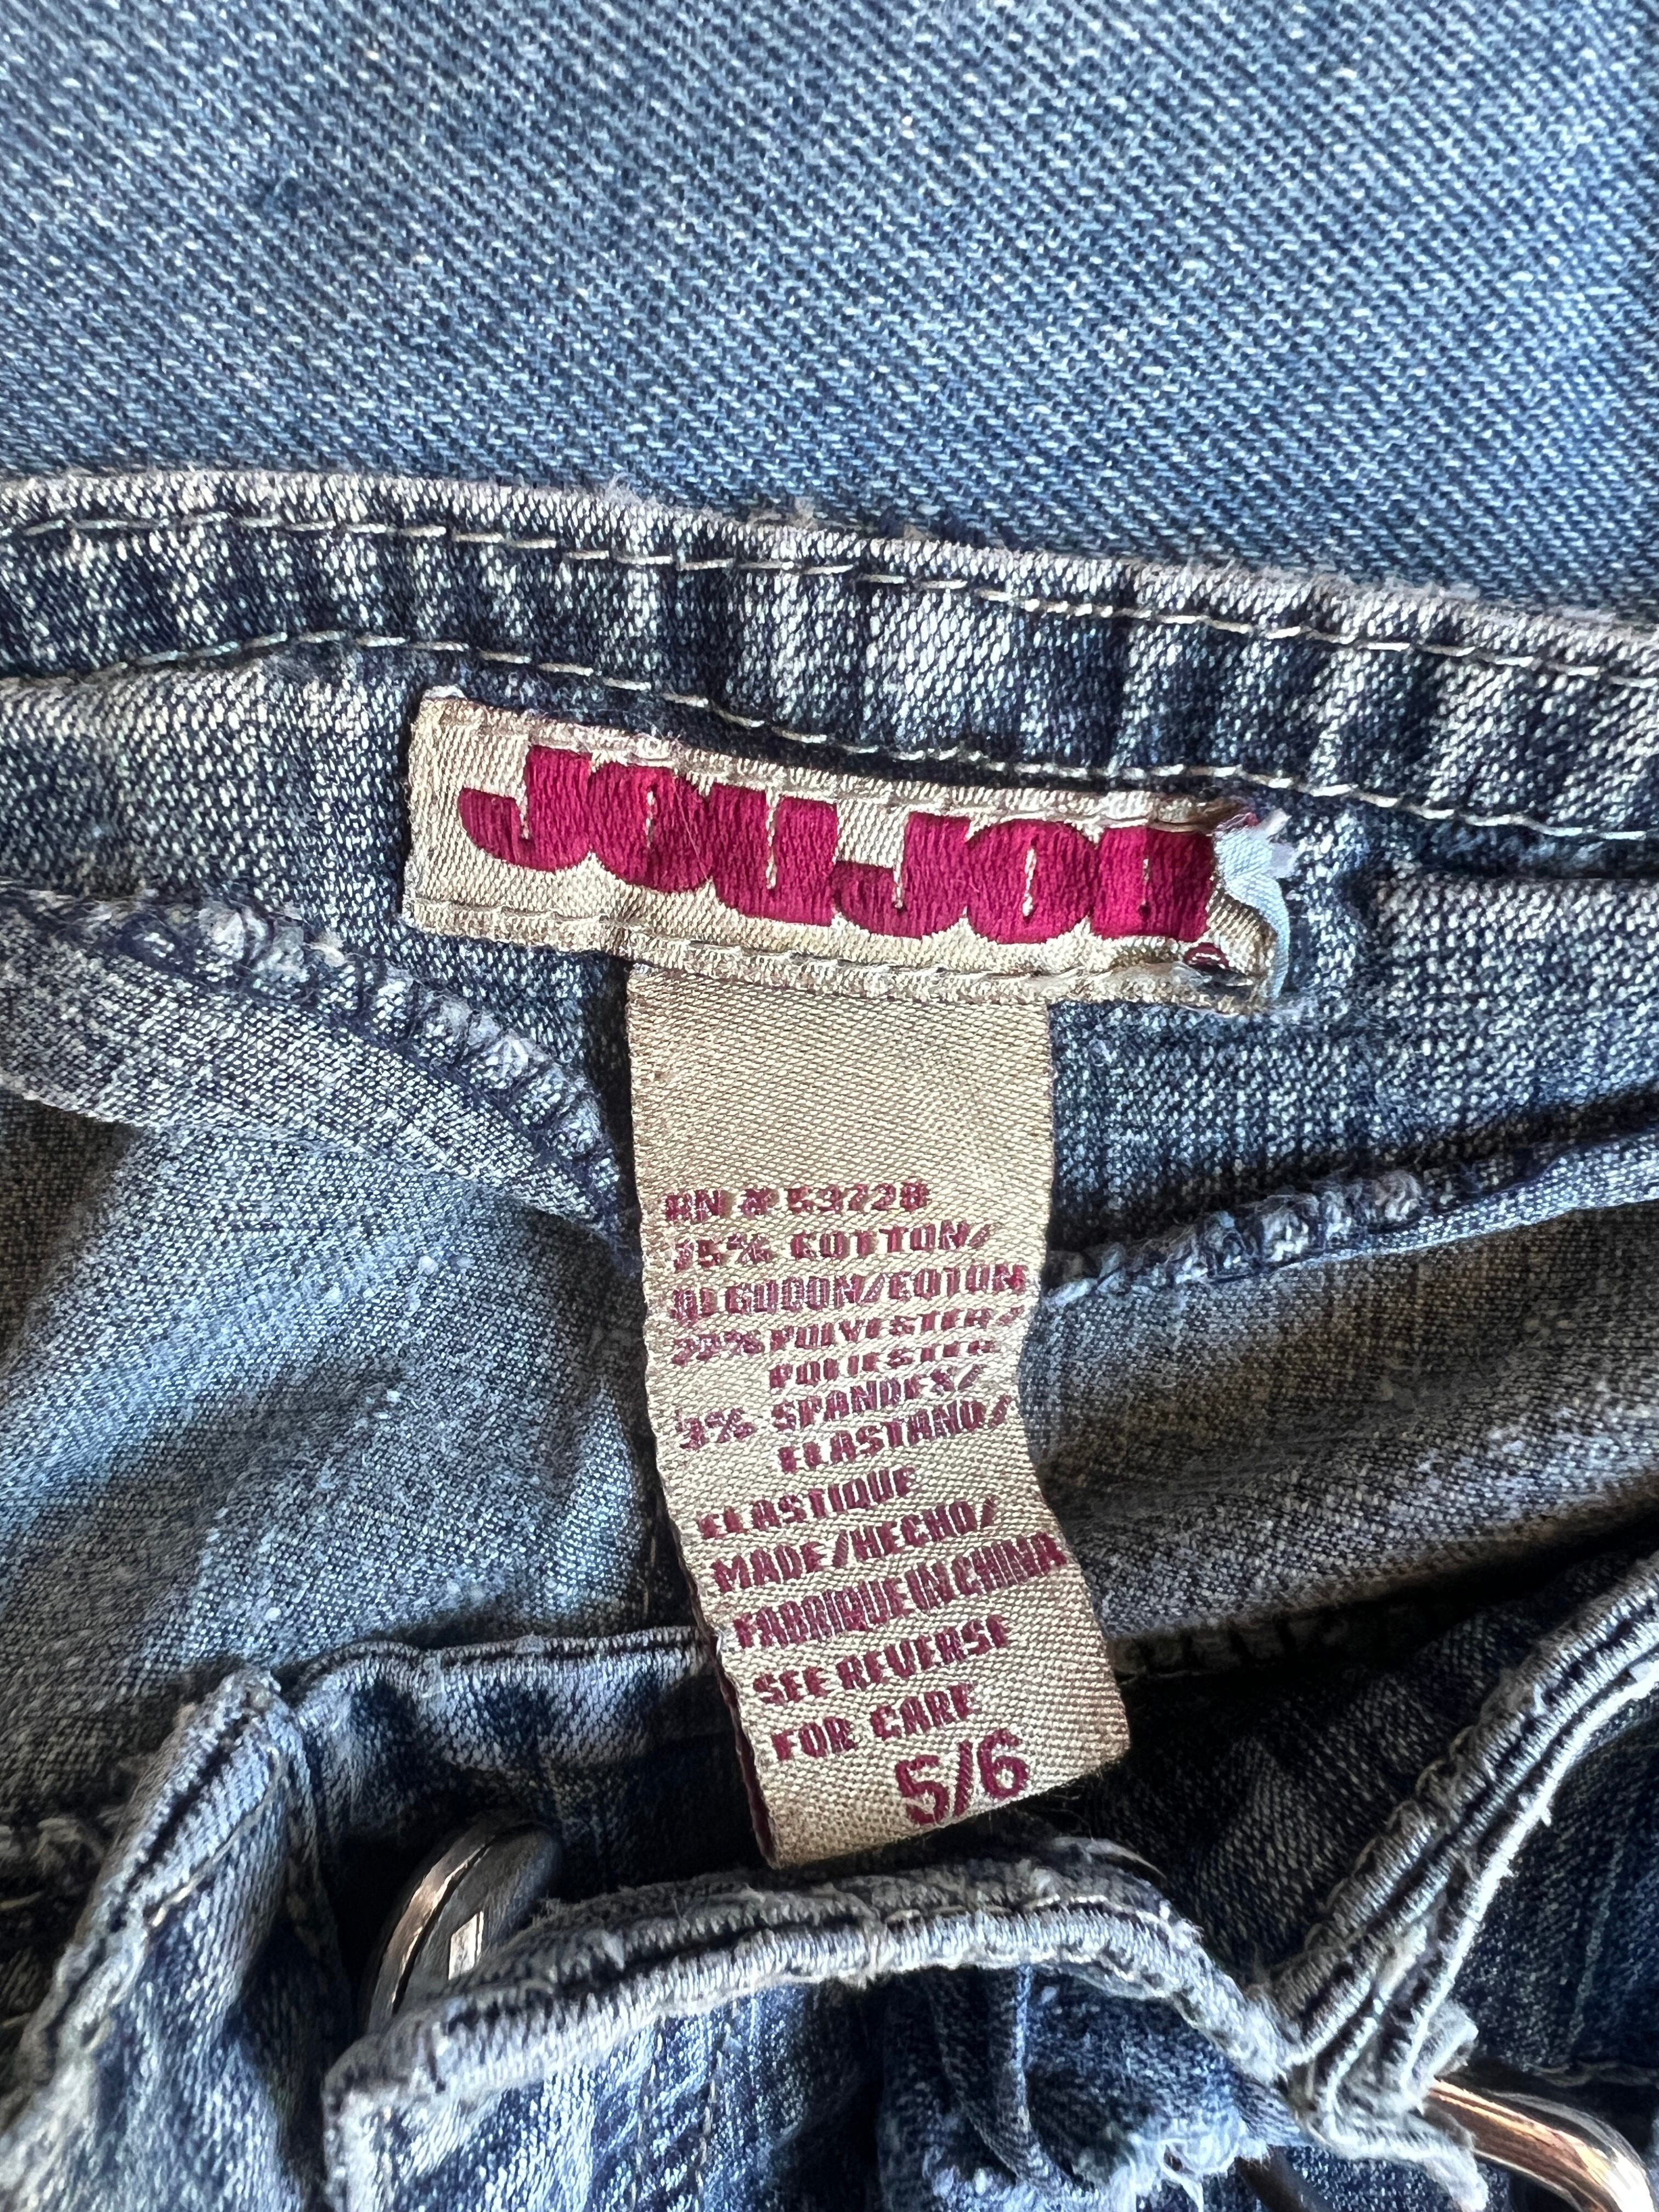 JOUJOU
RN # 53728
75% COTTON/
ALGODON/COTON
22% POLYESTER/
POLIESTER
3% SPANDEX/
ELASTANO/
ELASTIQUE
MADE/HECHO/
FABRIQUE IN CHINA
SEE REVERSE
FOR CARE
5/6